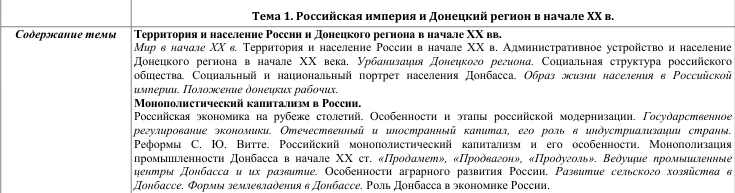 Тема 1. Российская империя и Донецкий регион в начале XX в.
Содержание темы
Территория и население России и Донецкого региона в начале XX вв.
Мир в начале XX в. Территория и население России в начале XX в. Административное устройство и население
Донецкого региона в начале XX века. Урбанизация Донецкого региона. Социальная структура российского
общества. Социальный и национальный портрет населения Донбасса. Образ жизни населения в Российской
империи. Положение донецких рабочих.
Монополистический капитализм в России.
Российская экономика на рубеже столетий. Особенности и этапы российской модернизации. Государственное
регулирование экономики. Отечественный и иностранный капитал, его роль в индустриализации страны.
Реформы С. Ю. Витте. Российский монополистический капитализм и его особенности. Монополизация
промышленности Донбасса в начале XX ст. «Продамет», «Продвагон», «Продуголь». Ведущие промышленные
центры Донбасса и их развитие. Особенности аграрного развития России. Развитие сельского хозяйства в
Донбассе. Формы землевладения в Донбассе. Роль Донбасса в экономике России.